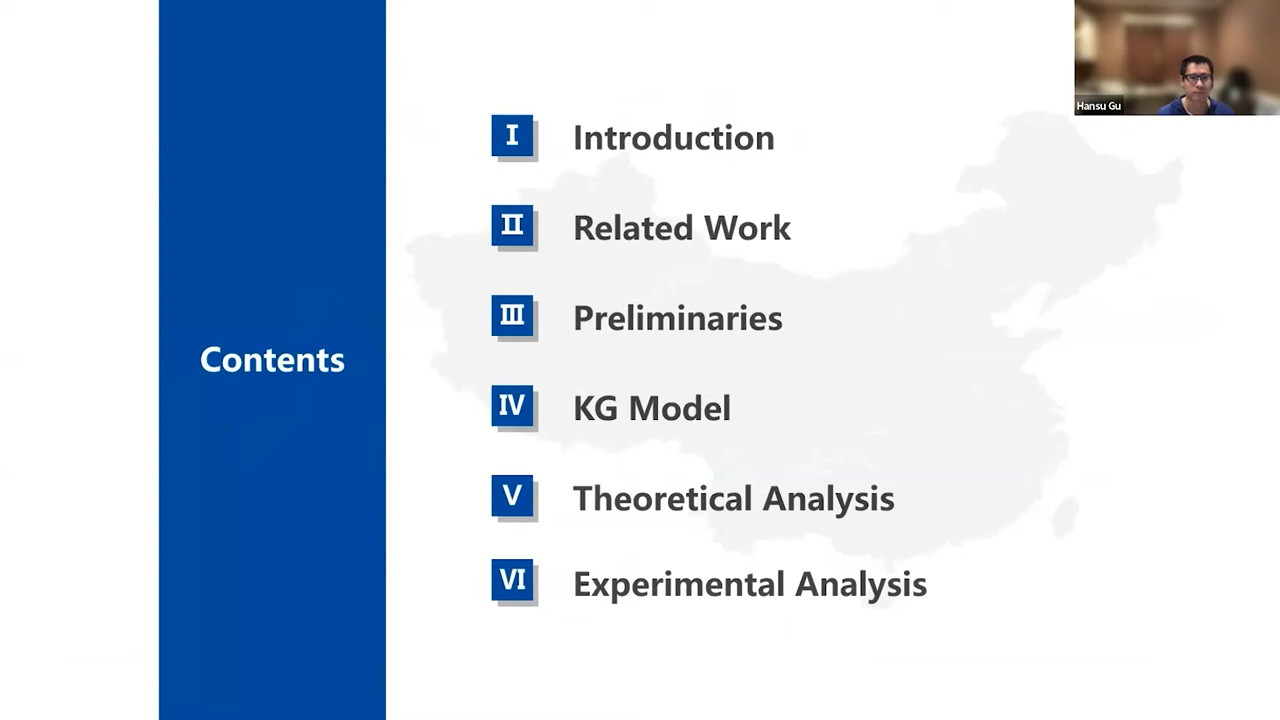 Hansu Gu
Contents
I Introduction
II Related Work
III Preliminaries
IV KG Model
V Theoretical Analysis
VI Experimental Analysis